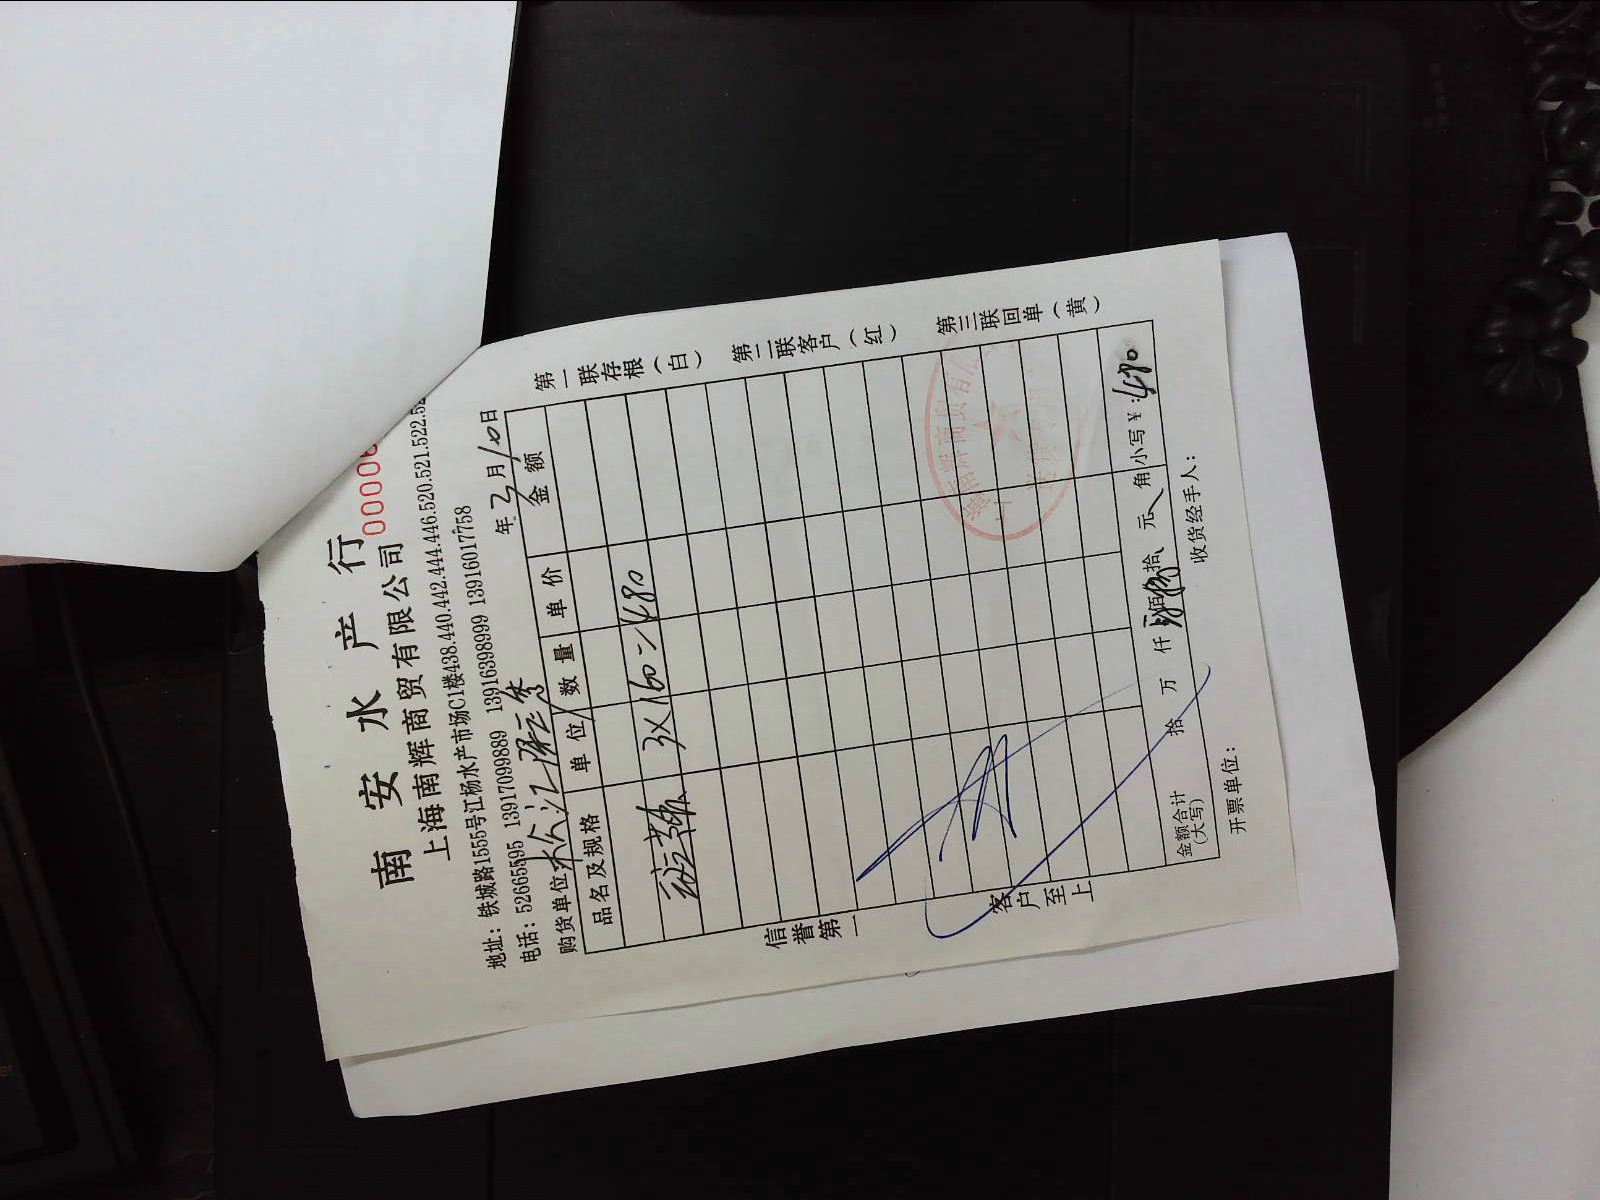 南安水产行
上海南辉商贸有限公司 00006
地址：铁城路1555号江杨水产市场C1楼438.440.442.444.446.520.521.522.52
电话：52665595 13917099889 13916398999 13916017758
购货单位 年 3 月 10 日
品名及规格 单位 数量 单价 金额
3×160=480
金额合计(大写) 拾 万 仟 佰 拾 元 角 小写¥:480
开票单位： 收货经手人：
信誉第一
客户至上
第一联存根（白）
第二联客户（红）
第三联回单（黄）